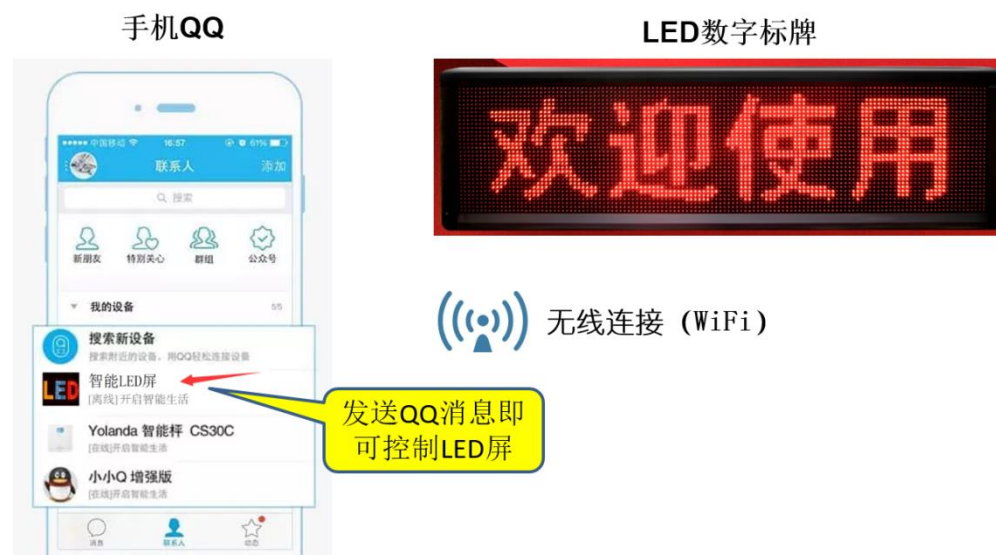 手机QQ
LED数字标牌
中国移动 16:57 61%
联系人 添加
搜索
新朋友 特别关心 群组 公众号
我的设备 5/5
搜索新设备
搜索附近的设备，用QQ轻松连接设备
LED 智能LED屏
[离线]开启智能生活
Yolanda 智能秤 CS30C
[在线]开启智能生活
小小Q 增强版
[在线]开启智能生活
消息 联系人 动态
欢迎使用
无线连接 (WiFi)
发送QQ消息即
可控制LED屏